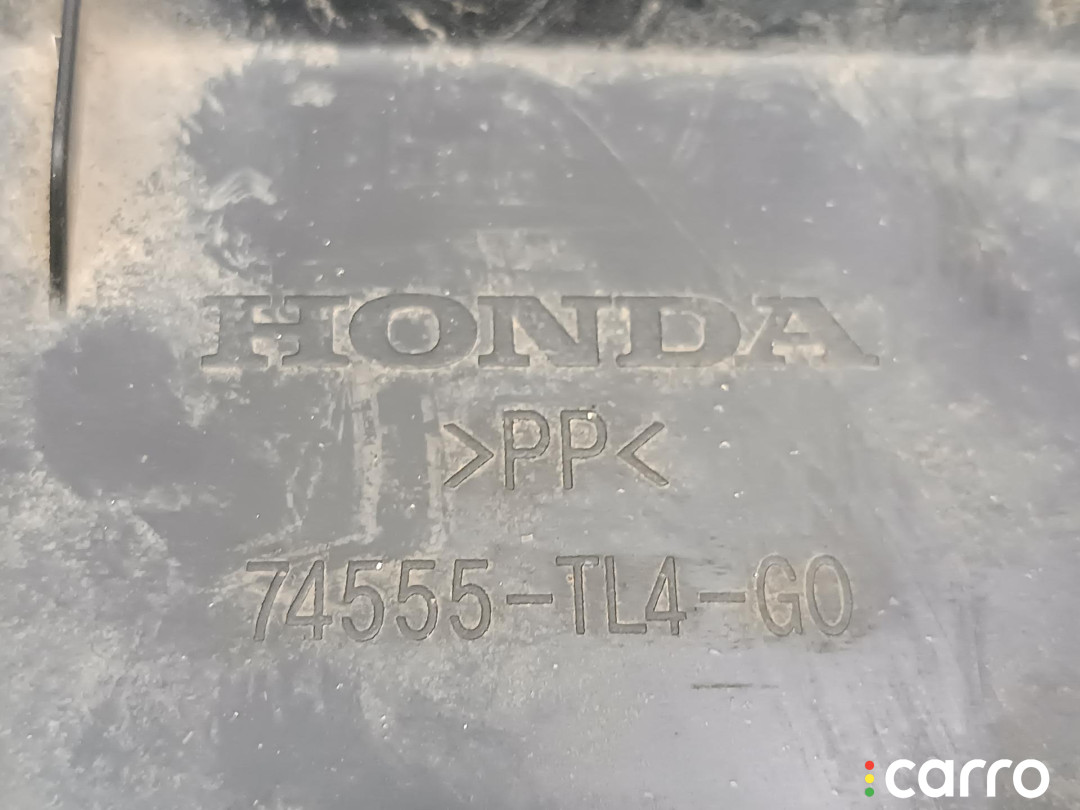 HONDA
>PP<
74555-TL4-G0
carro